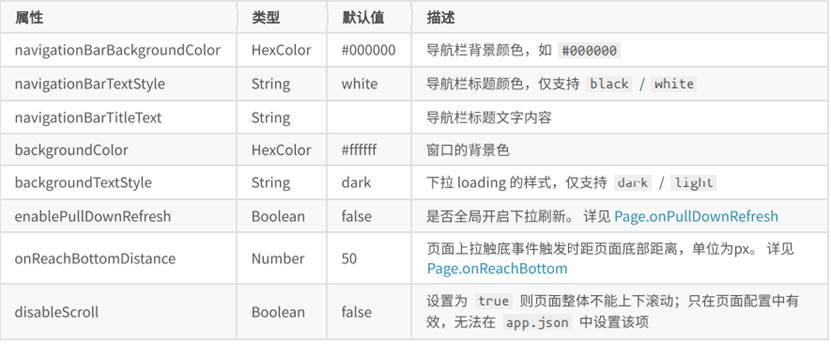 属性 类型 默认值 描述
navigationBarBackgroundColor HexColor #000000 导航栏背景颜色，如 #000000
navigationBarTextStyle String white 导航栏标题颜色，仅支持 black / white
navigationBarTitleText String 导航栏标题文字内容
backgroundColor HexColor #ffffff 窗口的背景色
backgroundTextStyle String dark 下拉 loading 的样式，仅支持 dark / light
enablePullDownRefresh Boolean false 是否全局开启下拉刷新。 详见 Page.onPullDownRefresh
onReachBottomDistance Number 50 页面上拉触底事件触发时距页面底部距离，单位为px。 详见
Page.onReachBottom
disableScroll Boolean false 设置为 true 则页面整体不能上下滚动；只在页面配置中有
效，无法在 app.json 中设置该项